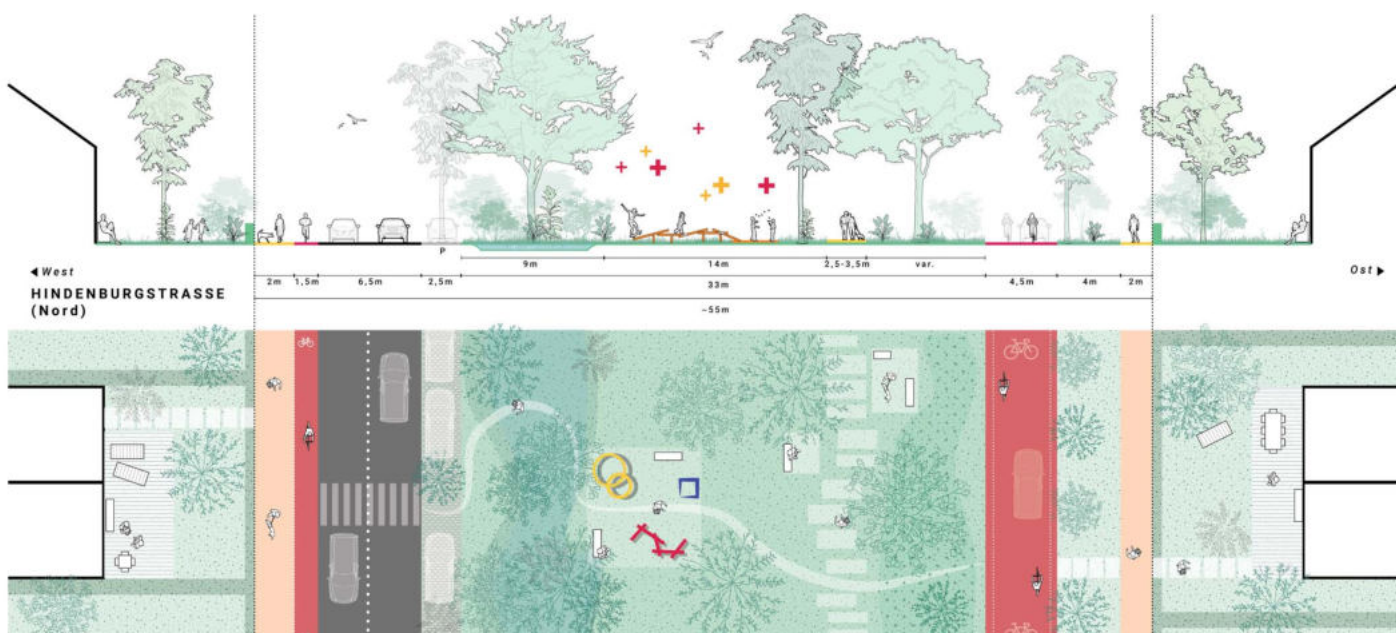 P
9m 14m 2,5-3,5m var.
◀ West Ost ▶
2m 1,5m 6,5m 2,5m 33m 4,5m 4m 2m
HINDENBURGSTRASSE
(Nord)
~55m